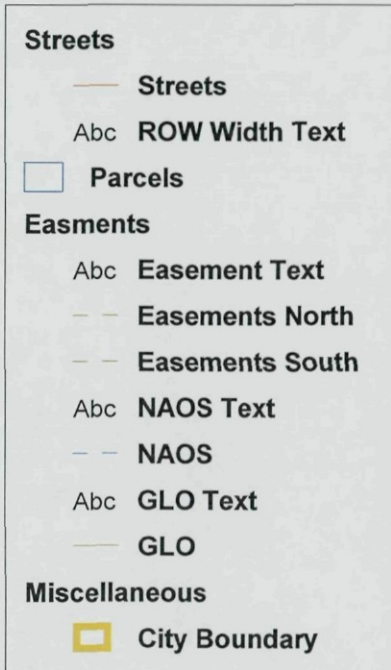 Streets
Streets
Abc ROW Width Text
Parcels
Easments
Abc Easement Text
Easements North
Easements South
Abc NAOS Text
NAOS
Abc GLO Text
GLO
Miscellaneous
City Boundary